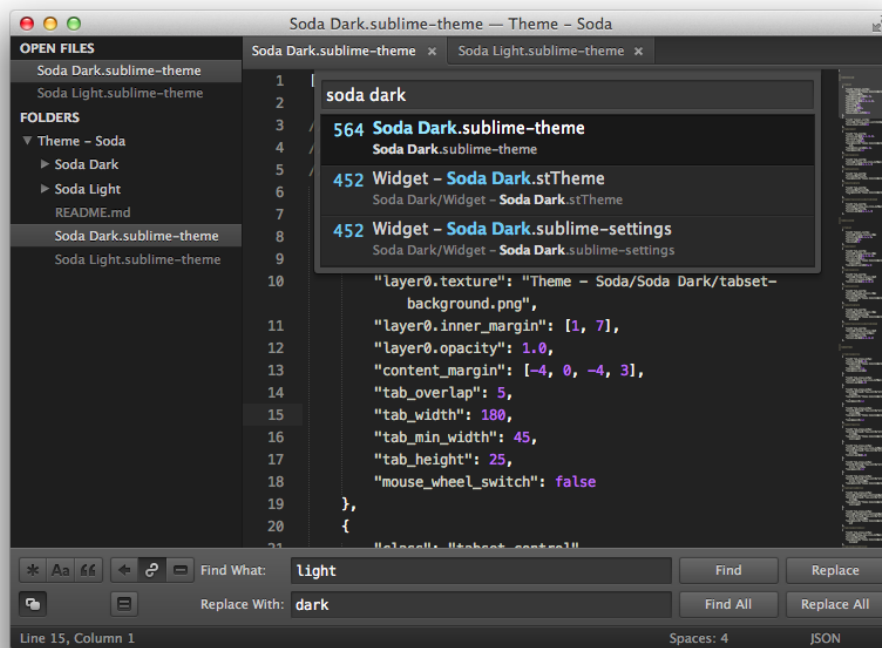 Soda Dark.sublime-theme — Theme – Soda
OPEN FILES
Soda Dark.sublime-theme
Soda Light.sublime-theme
FOLDERS
Theme – Soda
Soda Dark
Soda Light
README.md
Soda Dark.sublime-theme
Soda Light.sublime-theme
Soda Dark.sublime-theme ×
Soda Light.sublime-theme ×
soda dark
564 Soda Dark.sublime-theme
Soda Dark.sublime-theme
452 Widget – Soda Dark.stTheme
Soda Dark/Widget – Soda Dark.stTheme
452 Widget – Soda Dark.sublime-settings
Soda Dark/Widget – Soda Dark.sublime-settings
1 [
2
3 /
4 /
5 /
6
7
8
9
10 "layer0.texture": "Theme – Soda/Soda Dark/tabset-
background.png",
11 "layer0.inner_margin": [1, 7],
12 "layer0.opacity": 1.0,
13 "content_margin": [-4, 0, -4, 3],
14 "tab_overlap": 5,
15 "tab_width": 180,
16 "tab_min_width": 45,
17 "tab_height": 25,
18 "mouse_wheel_switch": false
19 },
20 {
21 "class": "tabset_control"
Aa
Find What: light Find Replace
Replace With: dark Find All Replace All
Line 15, Column 1 Spaces: 4 JSON